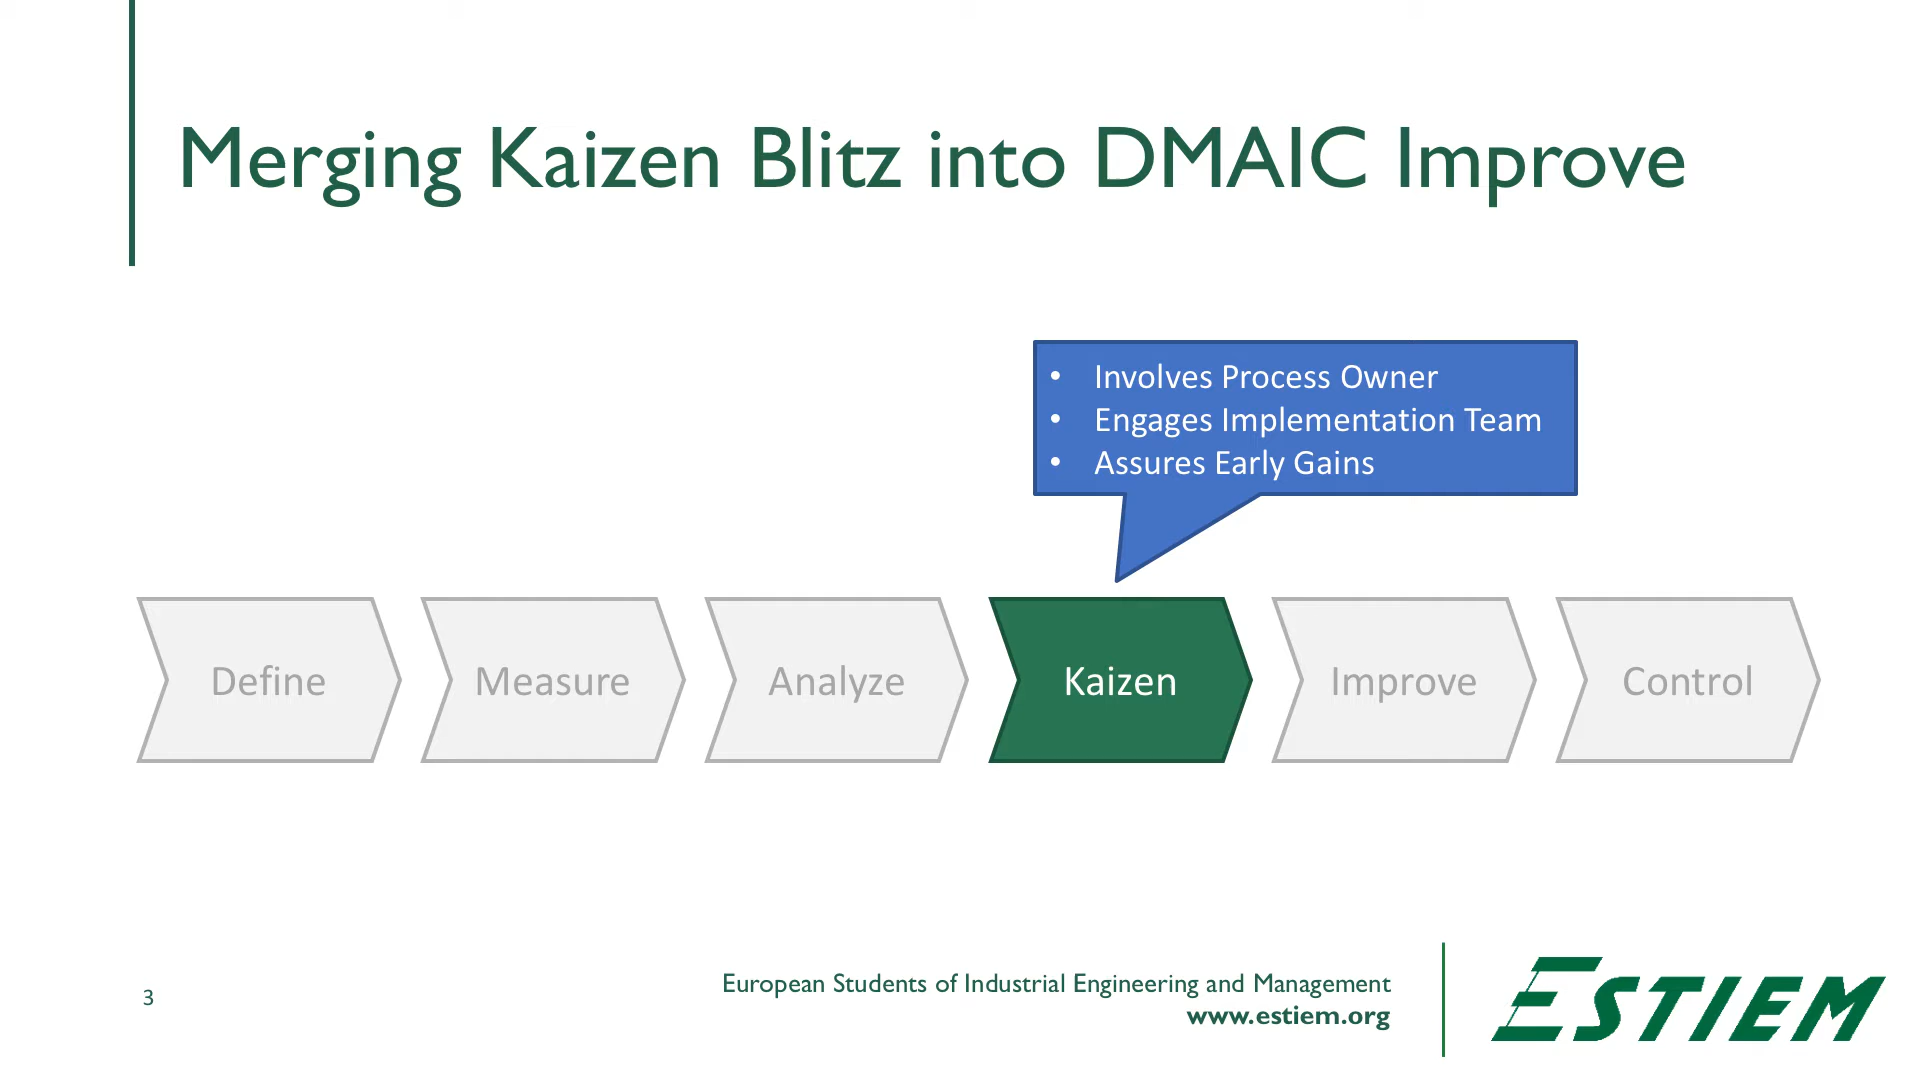 Merging Kaizen Blitz into DMAIC Improve
• Involves Process Owner
• Engages Implementation Team
• Assures Early Gains
Define
Measure
Analyze
Kaizen
Improve
Control
3
European Students of Industrial Engineering and Management
www.estiem.org
ESTIEM